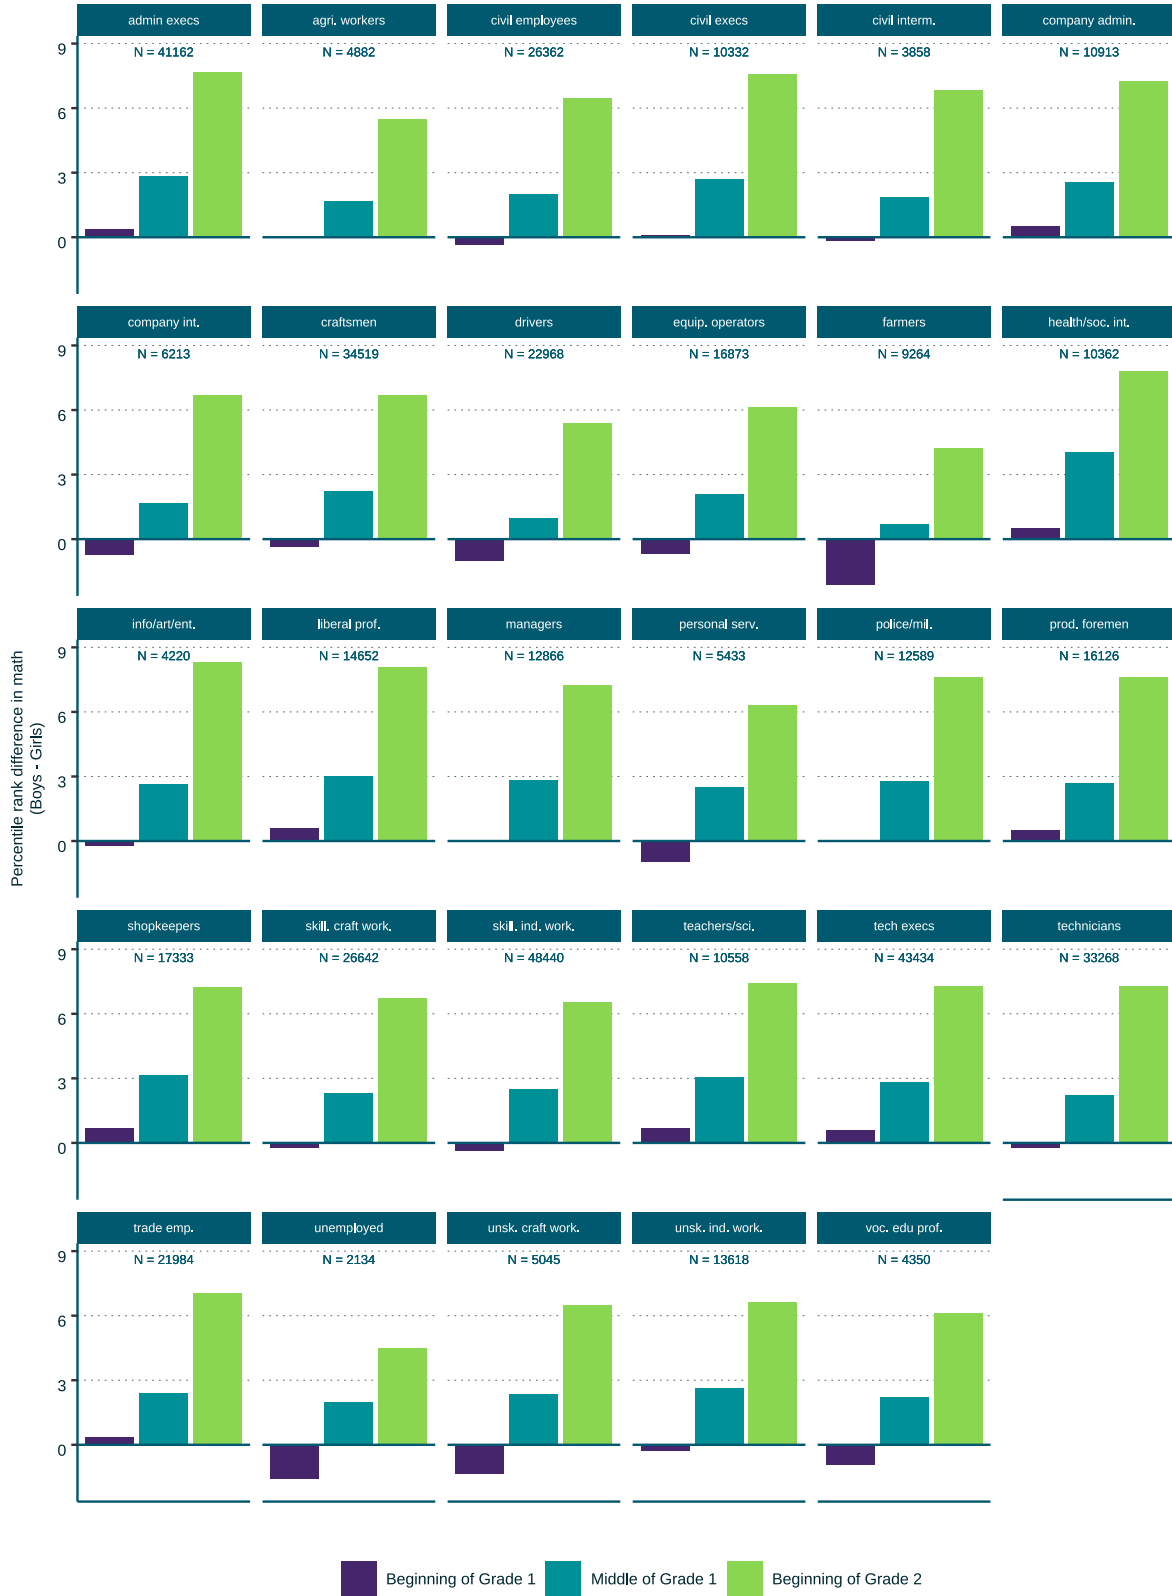 admin execs agri. workers civil employees civil execs civil interm. company admin.
9 N = 41162 N = 4882 N = 26362 N = 10332 N = 3858 N = 10913
6
3
0
company int. craftsmen drivers equip. operators farmers health/soc. int.
9 N = 6213 N = 34519 N = 22968 N = 16873 N = 9264 N = 10362
6
3
0
info/art/ent. liberal prof. managers personal serv. police/mil. prod. foremen
9 N = 4220 N = 14652 N = 12866 N = 5433 N = 12589 N = 16126
6
3
0
Percentile rank difference in math
(Boys - Girls)
shopkeepers skill. craft work. skill. ind. work. teachers/sci. tech execs technicians
9 N = 17333 N = 26642 N = 48440 N = 10558 N = 43434 N = 33268
6
3
0
trade emp. unemployed unsk. craft work. unsk. ind. work. voc. edu prof.
9 N = 21984 N = 2134 N = 5045 N = 13618 N = 4350
6
3
0
Beginning of Grade 1 Middle of Grade 1 Beginning of Grade 2